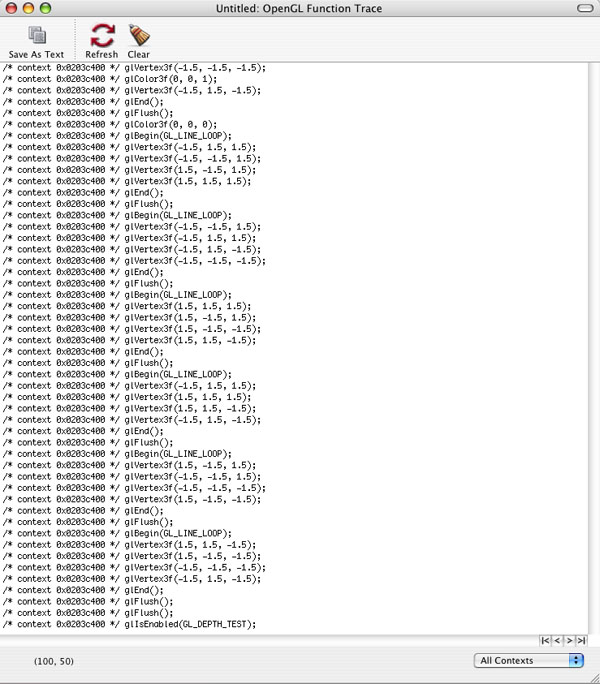 Untitled: OpenGL Function Trace
Save As Text Refresh Clear
/* context 0x0203c400 */ glVertex3f(-1.5, -1.5, -1.5);
/* context 0x0203c400 */ glColor3f(0, 0, 1);
/* context 0x0203c400 */ glVertex3f(-1.5, 1.5, -1.5);
/* context 0x0203c400 */ glEnd();
/* context 0x0203c400 */ glFlush();
/* context 0x0203c400 */ glColor3f(0, 0, 0);
/* context 0x0203c400 */ glBegin(GL_LINE_LOOP);
/* context 0x0203c400 */ glVertex3f(-1.5, 1.5, 1.5);
/* context 0x0203c400 */ glVertex3f(-1.5, -1.5, 1.5);
/* context 0x0203c400 */ glVertex3f(1.5, -1.5, 1.5);
/* context 0x0203c400 */ glVertex3f(1.5, 1.5, 1.5);
/* context 0x0203c400 */ glEnd();
/* context 0x0203c400 */ glFlush();
/* context 0x0203c400 */ glBegin(GL_LINE_LOOP);
/* context 0x0203c400 */ glVertex3f(-1.5, -1.5, 1.5);
/* context 0x0203c400 */ glVertex3f(-1.5, 1.5, 1.5);
/* context 0x0203c400 */ glVertex3f(-1.5, 1.5, -1.5);
/* context 0x0203c400 */ glVertex3f(-1.5, -1.5, -1.5);
/* context 0x0203c400 */ glEnd();
/* context 0x0203c400 */ glFlush();
/* context 0x0203c400 */ glBegin(GL_LINE_LOOP);
/* context 0x0203c400 */ glVertex3f(1.5, 1.5, 1.5);
/* context 0x0203c400 */ glVertex3f(1.5, -1.5, 1.5);
/* context 0x0203c400 */ glVertex3f(1.5, -1.5, -1.5);
/* context 0x0203c400 */ glVertex3f(1.5, 1.5, -1.5);
/* context 0x0203c400 */ glEnd();
/* context 0x0203c400 */ glFlush();
/* context 0x0203c400 */ glBegin(GL_LINE_LOOP);
/* context 0x0203c400 */ glVertex3f(-1.5, 1.5, 1.5);
/* context 0x0203c400 */ glVertex3f(1.5, 1.5, 1.5);
/* context 0x0203c400 */ glVertex3f(1.5, 1.5, -1.5);
/* context 0x0203c400 */ glVertex3f(-1.5, 1.5, -1.5);
/* context 0x0203c400 */ glEnd();
/* context 0x0203c400 */ glFlush();
/* context 0x0203c400 */ glBegin(GL_LINE_LOOP);
/* context 0x0203c400 */ glVertex3f(1.5, -1.5, 1.5);
/* context 0x0203c400 */ glVertex3f(-1.5, -1.5, 1.5);
/* context 0x0203c400 */ glVertex3f(-1.5, -1.5, -1.5);
/* context 0x0203c400 */ glVertex3f(1.5, -1.5, -1.5);
/* context 0x0203c400 */ glEnd();
/* context 0x0203c400 */ glFlush();
/* context 0x0203c400 */ glBegin(GL_LINE_LOOP);
/* context 0x0203c400 */ glVertex3f(1.5, 1.5, -1.5);
/* context 0x0203c400 */ glVertex3f(1.5, -1.5, -1.5);
/* context 0x0203c400 */ glVertex3f(-1.5, -1.5, -1.5);
/* context 0x0203c400 */ glVertex3f(-1.5, 1.5, -1.5);
/* context 0x0203c400 */ glEnd();
/* context 0x0203c400 */ glFlush();
/* context 0x0203c400 */ glFlush();
/* context 0x0203c400 */ glIsEnabled(GL_DEPTH_TEST);
(100, 50) All Contexts